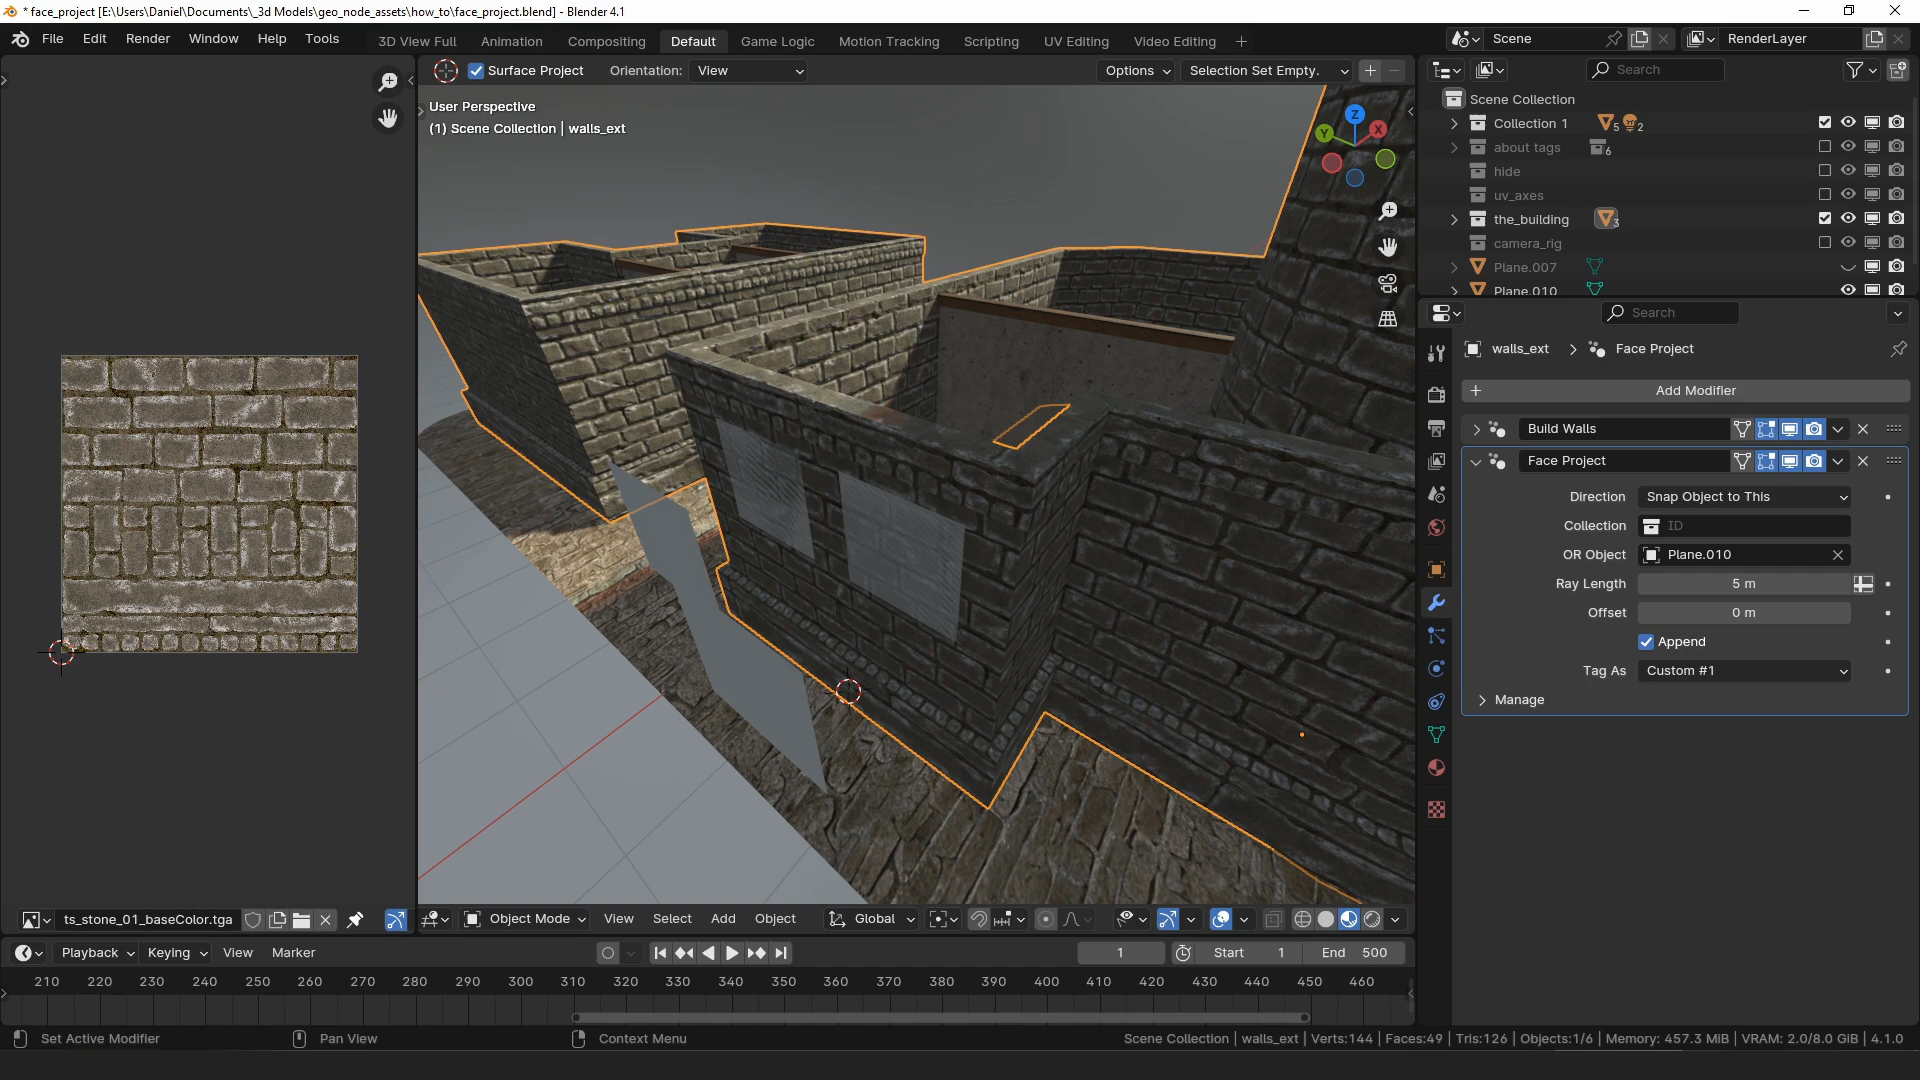 * face_project [E:\Users\Daniel\Documents\_3d Models\geo_node_assets\how_to\face_project.blend] - Blender 4.1
File Edit Render Window Help Tools
3D View Full Animation Compositing Default Game Logic Motion Tracking Scripting UV Editing Video Editing +
Scene
RenderLayer
Surface Project Orientation: View
Options Selection Set Empty.
Search
User Perspective
(1) Scene Collection | walls_ext
Z
Y
X
Scene Collection
Collection 1 5 2
about tags 6
hide
uv_axes
the_building 3
camera_rig
Plane.007
Plane.010
Search
walls_ext > Face Project
+ Add Modifier
Build Walls
Face Project
Direction Snap Object to This
Collection ID
OR Object Plane.010
Ray Length 5 m
Offset 0 m
Append
Tag As Custom #1
Manage
ts_stone_01_baseColor.tga
Object Mode View Select Add Object Global
Playback Keying View Marker
1
Start 1
End 500
210 220 230 240 250 260 270 280 290 300 310 320 330 340 350 360 370 380 390 400 410 420 430 440 450 460
Set Active Modifier
Pan View
Context Menu
Scene Collection | walls_ext | Verts:144 | Faces:49 | Tris:126 | Objects:1/6 | Memory: 457.3 MiB | VRAM: 2.0/8.0 GiB | 4.1.0